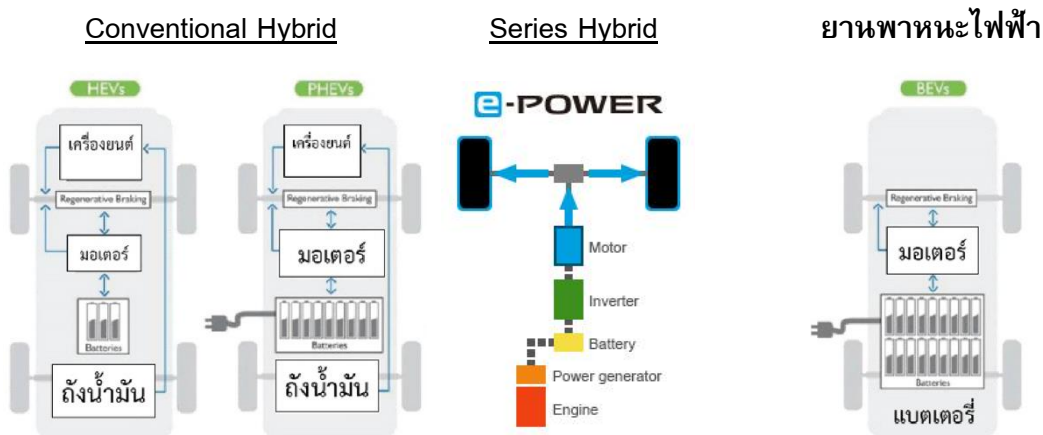 Conventional Hybrid
Series Hybrid
ยานพาหนะไฟฟ้า
HEVs
เครื่องยนต์
Regenerative Braking
มอเตอร์
Batteries
ถังน้ำมัน
PHEVs
เครื่องยนต์
Regenerative Braking
มอเตอร์
Batteries
ถังน้ำมัน
e-POWER
Motor
Inverter
Battery
Power generator
Engine
BEVs
Regenerative Braking
มอเตอร์
Batteries
แบตเตอรี่